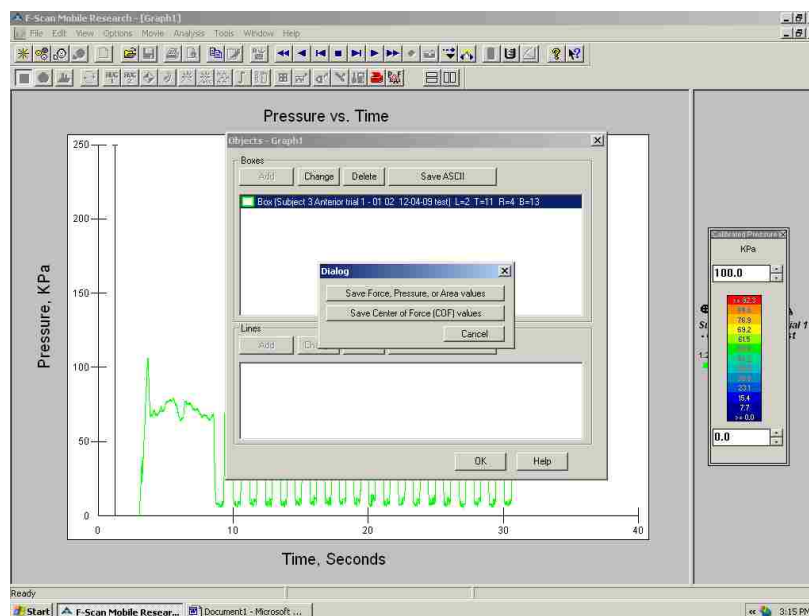 F-Scan Mobile Research - [Graph1]
File Edit View Options Movie Analysis Tools Window Help
Pressure vs. Time
Pressure, KPa
250
200
150
100
50
0
0 10 20 30 40
Time, Seconds
Objects - Graph1
Boxes
Add Change Delete Save ASCII
Box (Subject 3 Anterior trial 1 - 01 02 12-04-09 test) L=2 T=11 R=4 B=13
Dialog
Save Force, Pressure, or Area values
Save Center of Force (COF) values
Cancel
Lines
Add
OK Help
Calibrated Pressure
KPa
100.0
>= 92.3
76.9
69.2
61.5
23.1
15.4
7.7
>= 0.0
0.0
ial 1
Ready
Start F-Scan Mobile Resear... Document1 - Microsoft ... 3:15 PM